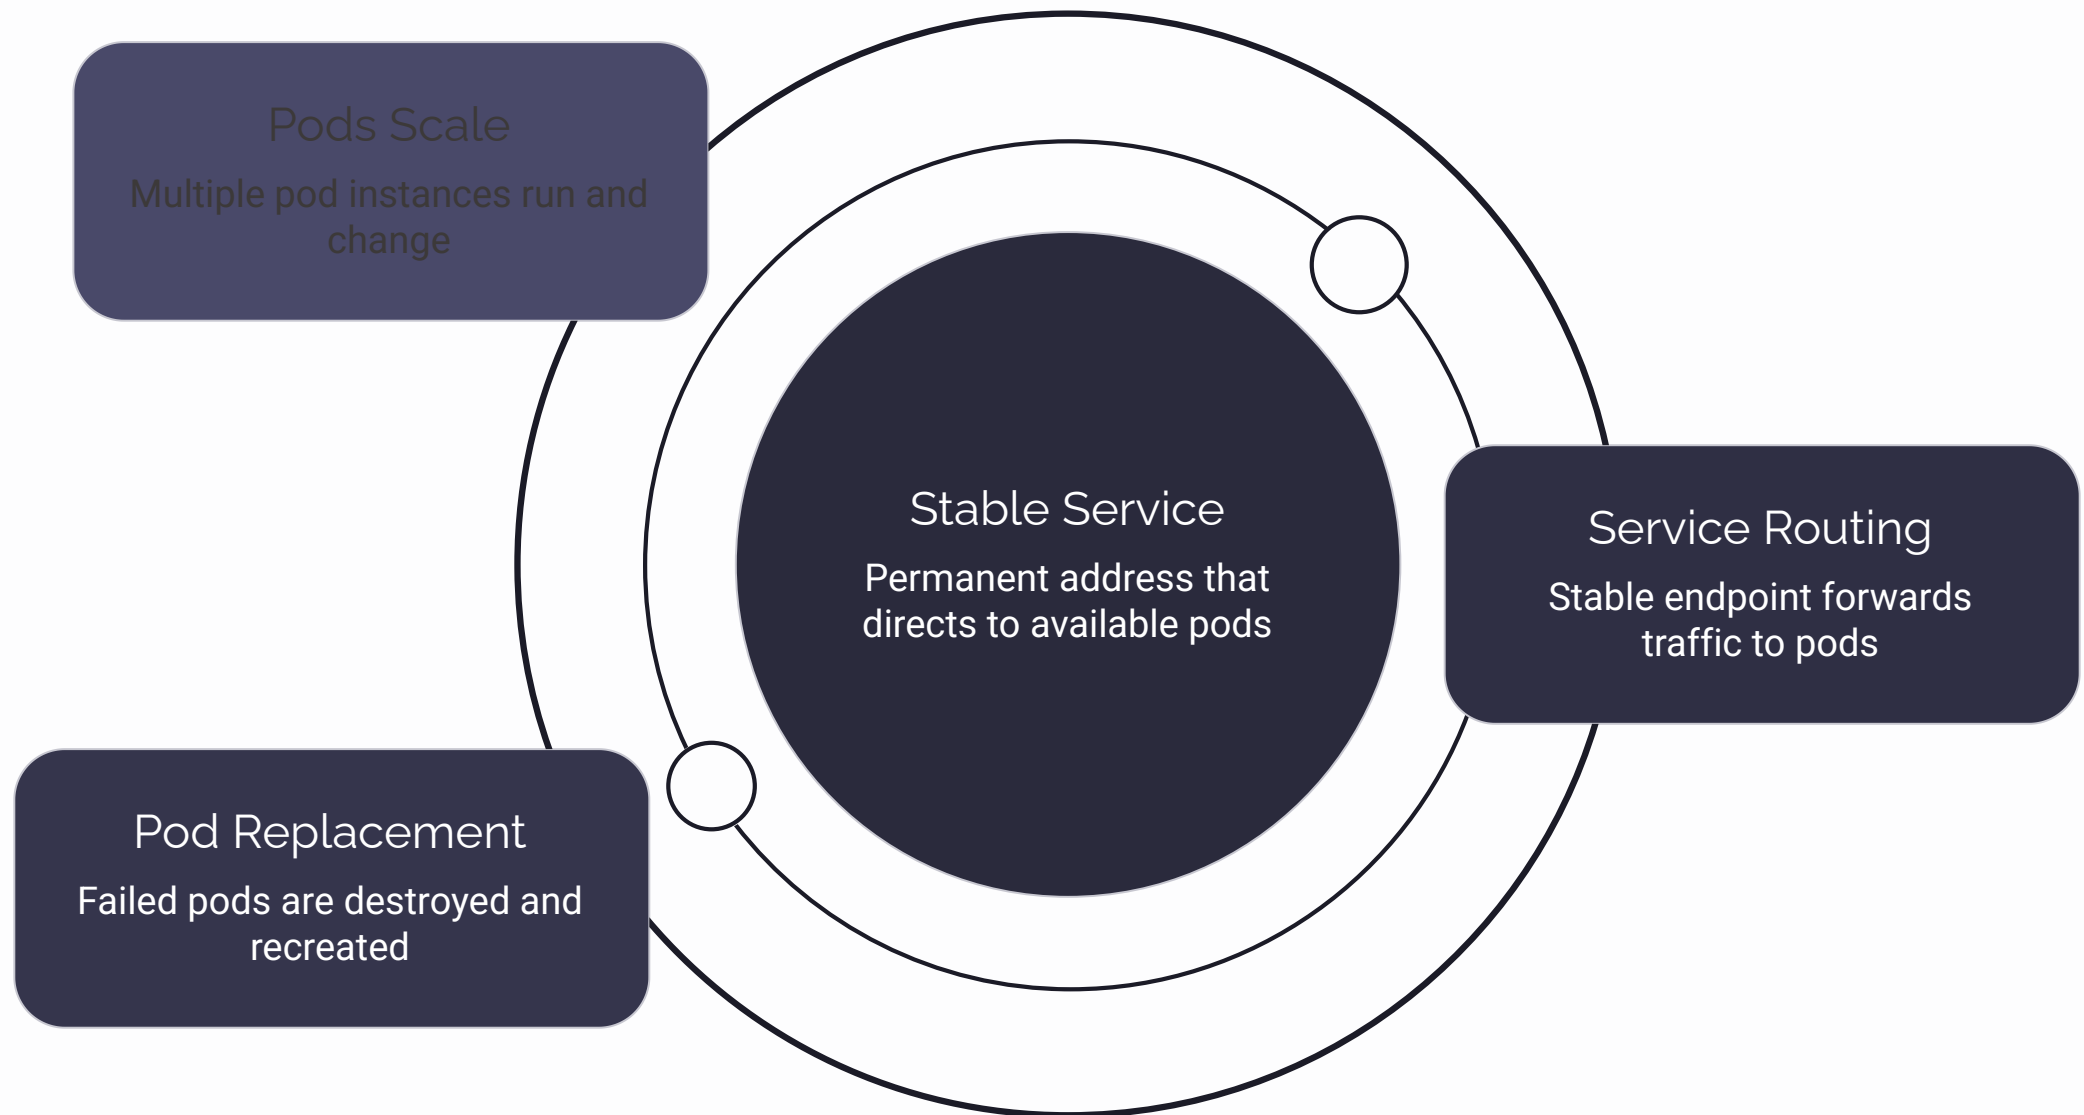 Pods Scale
Multiple pod instances run and
change
Stable Service
Permanent address that
directs to available pods
Service Routing
Stable endpoint forwards
traffic to pods
Pod Replacement
Failed pods are destroyed and
recreated